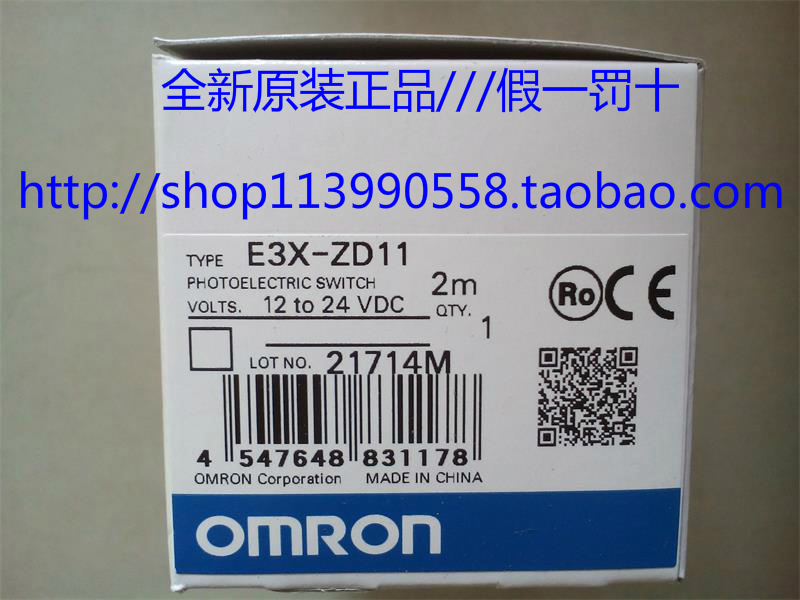 全新原装正品///假一罚十
http://shop113990558.taobao.com
TYPE E3X-ZD11
PHOTOELECTRIC SWITCH 2m
VOLTS. 12 to 24 VDC QTY. 1
LOT NO. 21714M
Ro CE
4 547648 831178
OMRON Corporation MADE IN CHINA
OMRON